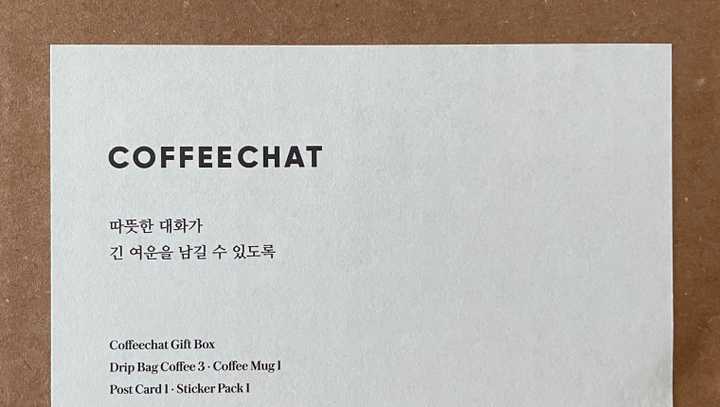 COFFEECHAT
따뜻한 대화가
긴 여운을 남길 수 있도록
Coffeechat Gift Box
Drip Bag Coffee 3 · Coffee Mug 1
Post Card 1 · Sticker Pack 1